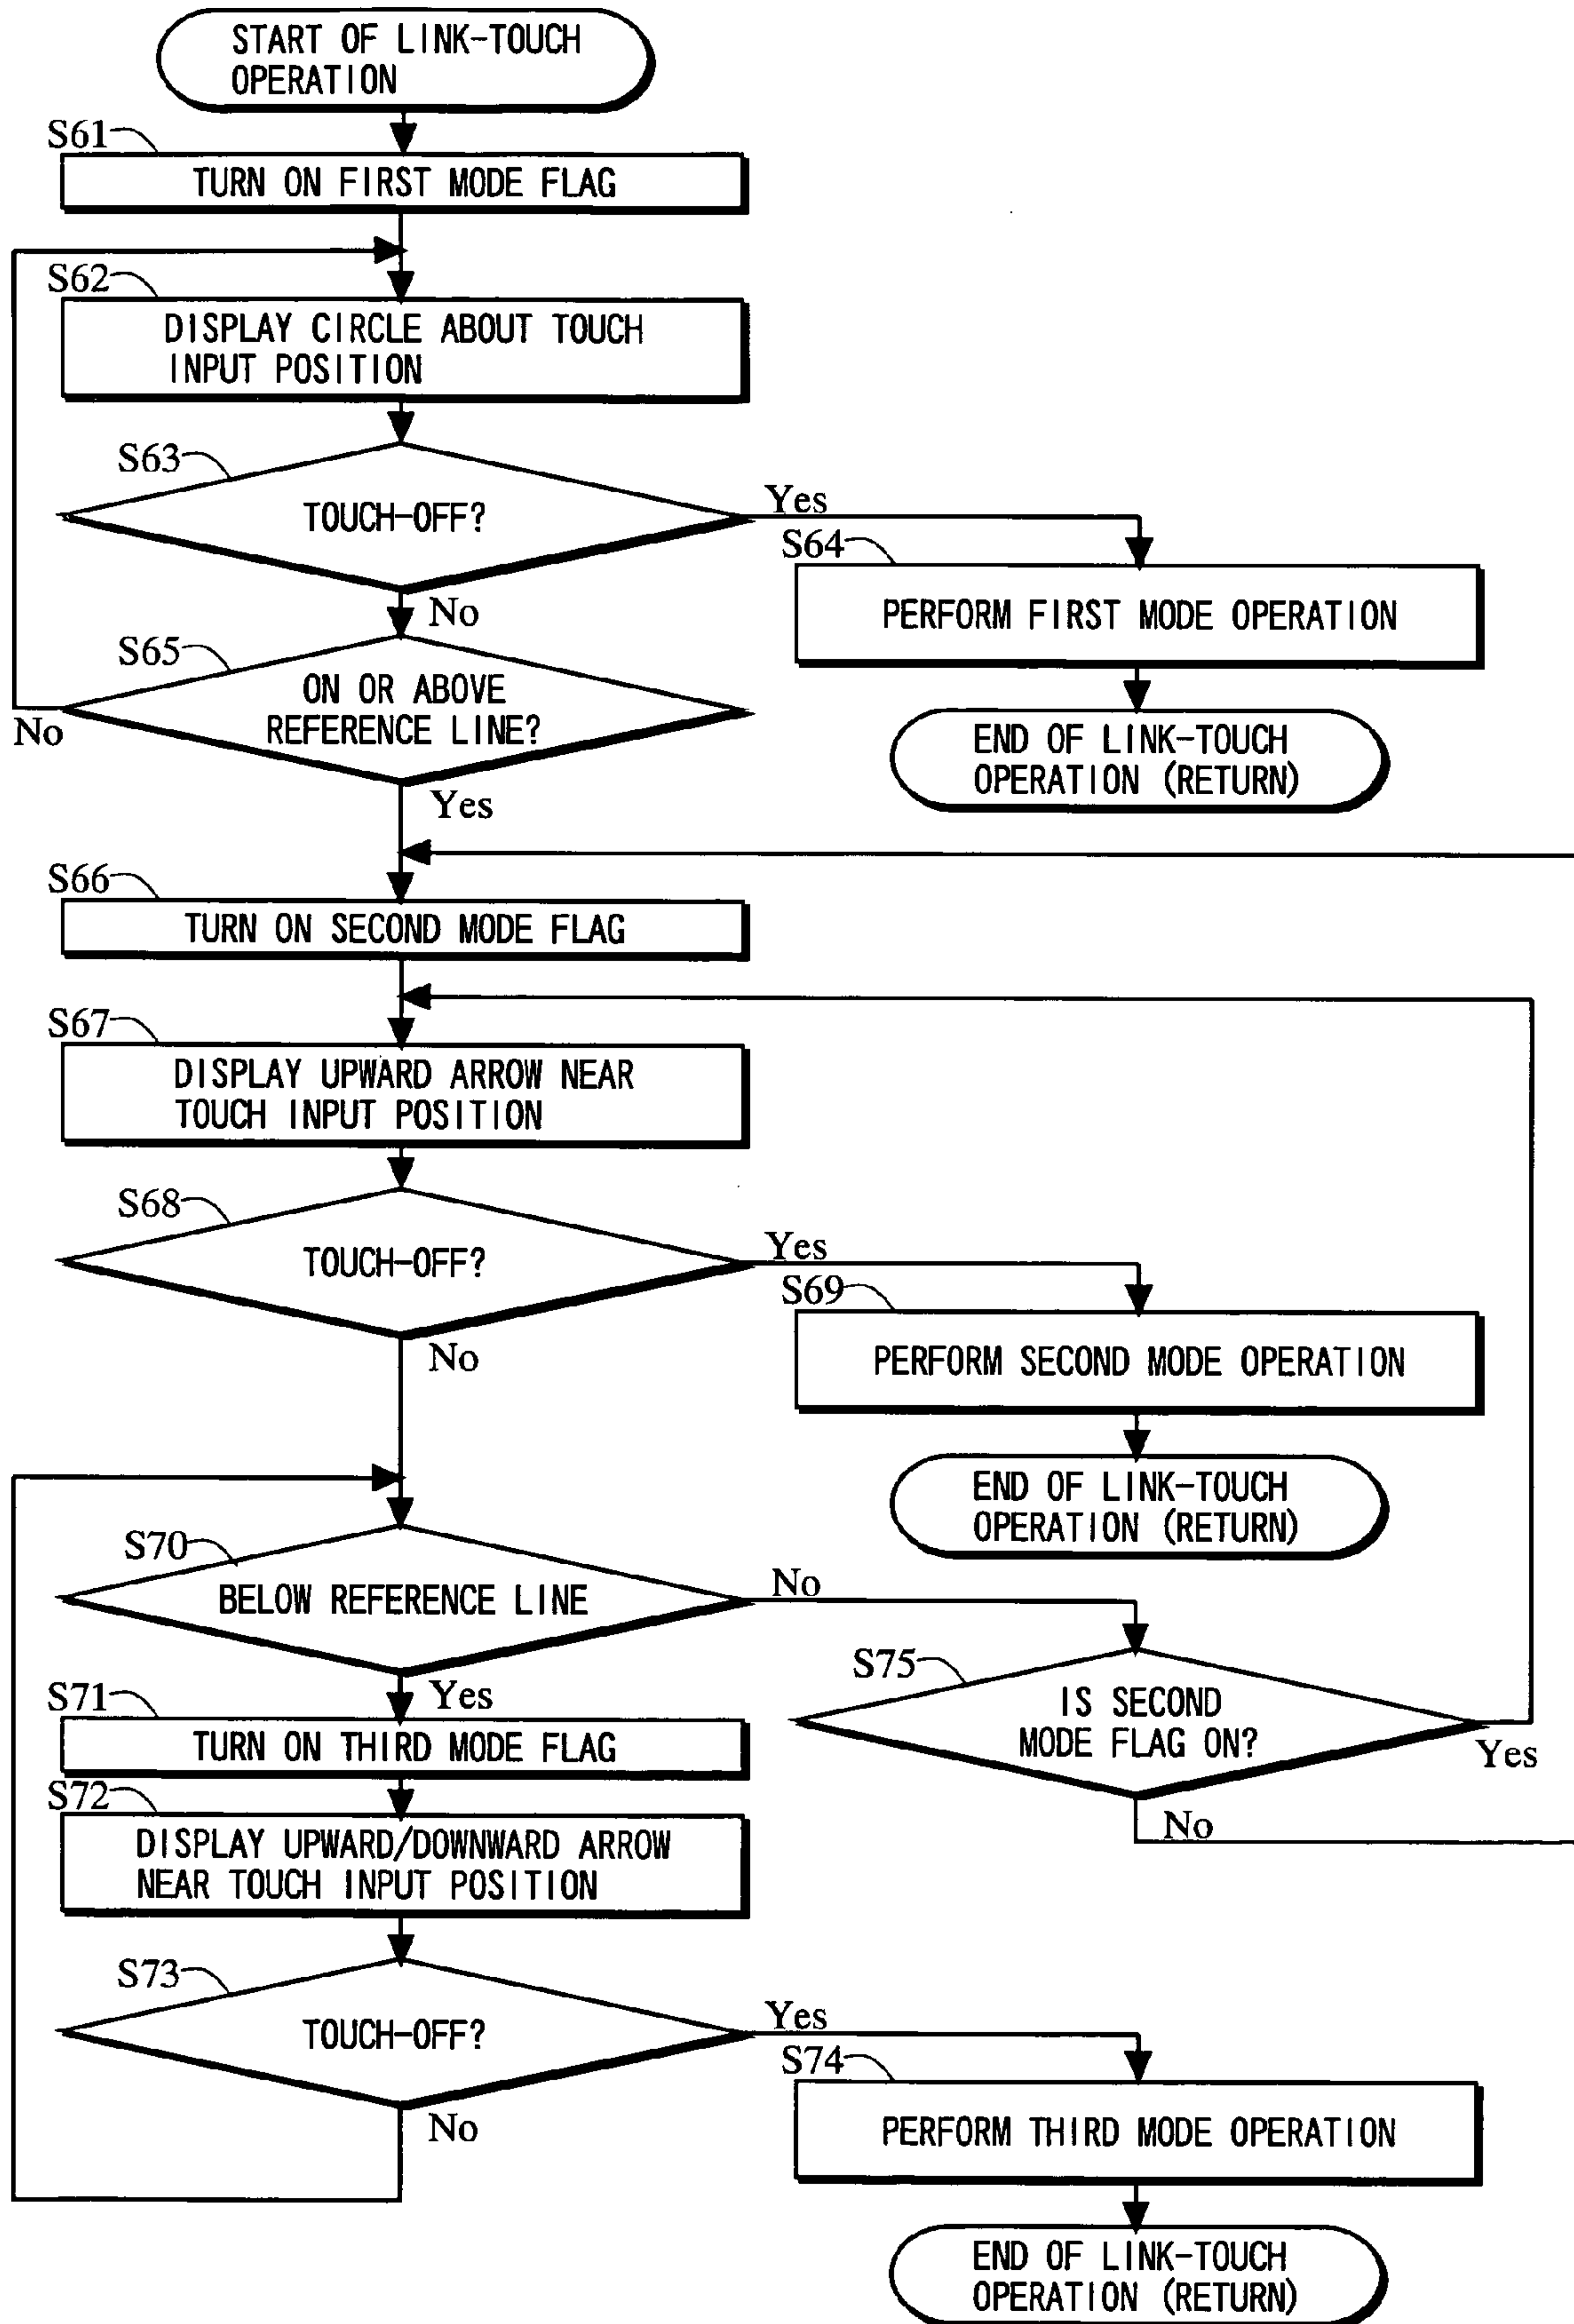 START OF LINK-TOUCH
OPERATION
S61
TURN ON FIRST MODE FLAG
S62
DISPLAY CIRCLE ABOUT TOUCH
INPUT POSITION
S63
TOUCH-OFF?
Yes
S64
PERFORM FIRST MODE OPERATION
END OF LINK-TOUCH
OPERATION (RETURN)
No
S65
ON OR ABOVE
REFERENCE LINE?
No
Yes
S66
TURN ON SECOND MODE FLAG
S67
DISPLAY UPWARD ARROW NEAR
TOUCH INPUT POSITION
S68
TOUCH-OFF?
Yes
S69
PERFORM SECOND MODE OPERATION
END OF LINK-TOUCH
OPERATION (RETURN)
No
S70
BELOW REFERENCE LINE
No
S75
IS SECOND
MODE FLAG ON?
Yes
No
Yes
S71
TURN ON THIRD MODE FLAG
S72
DISPLAY UPWARD/DOWNWARD ARROW
NEAR TOUCH INPUT POSITION
S73
TOUCH-OFF?
Yes
S74
PERFORM THIRD MODE OPERATION
END OF LINK-TOUCH
OPERATION (RETURN)
No